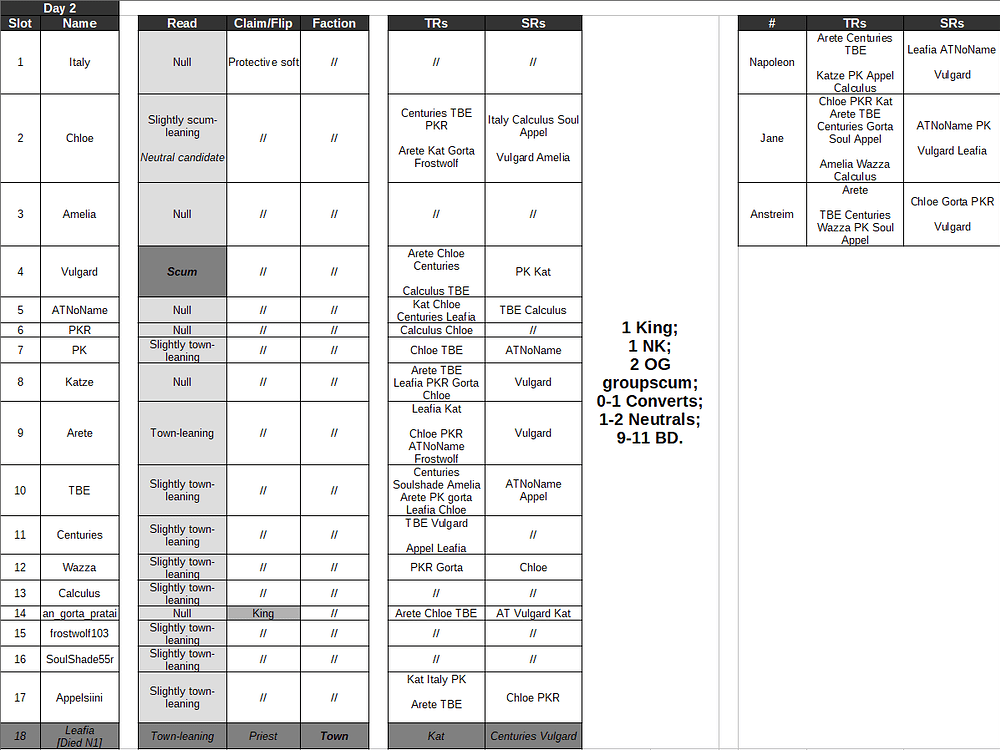 Day 2
Slot Name Read Claim/Flip Faction TRs SRs # TRs SRs
1 Italy Null Protective soft // // //
2 Chloe Slightly scum-
leaning
Neutral candidate // // Centuries TBE
PKR
Arete Kat Gorta
Frostwolf Italy Calculus Soul
Appel
Vulgard Amelia
3 Amelia Null // // // //
4 Vulgard Scum // // Arete Chloe
Centuries
Calculus TBE PK Kat
5 ATNoName Null // // Kat Chloe
Centuries Leafia TBE Calculus
6 PKR Null // // Calculus Chloe //
7 PK Slightly town-
leaning // // Chloe TBE ATNoName
8 Katze Null // // Arete TBE
Leafia PKR Gorta
Chloe Vulgard
9 Arete Town-leaning // // Leafia Kat
Chloe PKR
ATNoName
Frostwolf Vulgard
10 TBE Slightly town-
leaning // // Centuries
Soulshade Amelia
Arete PK gorta
Leafia Chloe ATNoName
Appel
11 Centuries Slightly town-
leaning // // TBE Vulgard
Appel Leafia //
12 Wazza Slightly town-
leaning // // PKR Gorta Chloe
13 Calculus Slightly town-
leaning // // // //
14 an_gorta_pratai Null King // Arete Chloe TBE AT Vulgard Kat
15 frostwolf103 Slightly town-
leaning // // // //
16 SoulShade55r Slightly town-
leaning // // // //
17 Appelsiini Slightly town-
leaning // // Kat Italy PK
Arete TBE Chloe PKR
18 Leafia
[Died N1] Town-leaning Priest Town Kat Centuries Vulgard
1 King;
1 NK;
2 OG
groupscum;
0-1 Converts;
1-2 Neutrals;
9-11 BD.
Napoleon Arete Centuries
TBE
Katze PK Appel
Calculus Leafia ATNoName
Vulgard
Jane Chloe PKR Kat
Arete TBE
Centuries Gorta
Soul Appel
Amelia Wazza
Calculus ATNoName PK
Vulgard Leafia
Anstreim Arete
TBE Centuries
Wazza PK Soul
Appel Chloe Gorta PKR
Vulgard